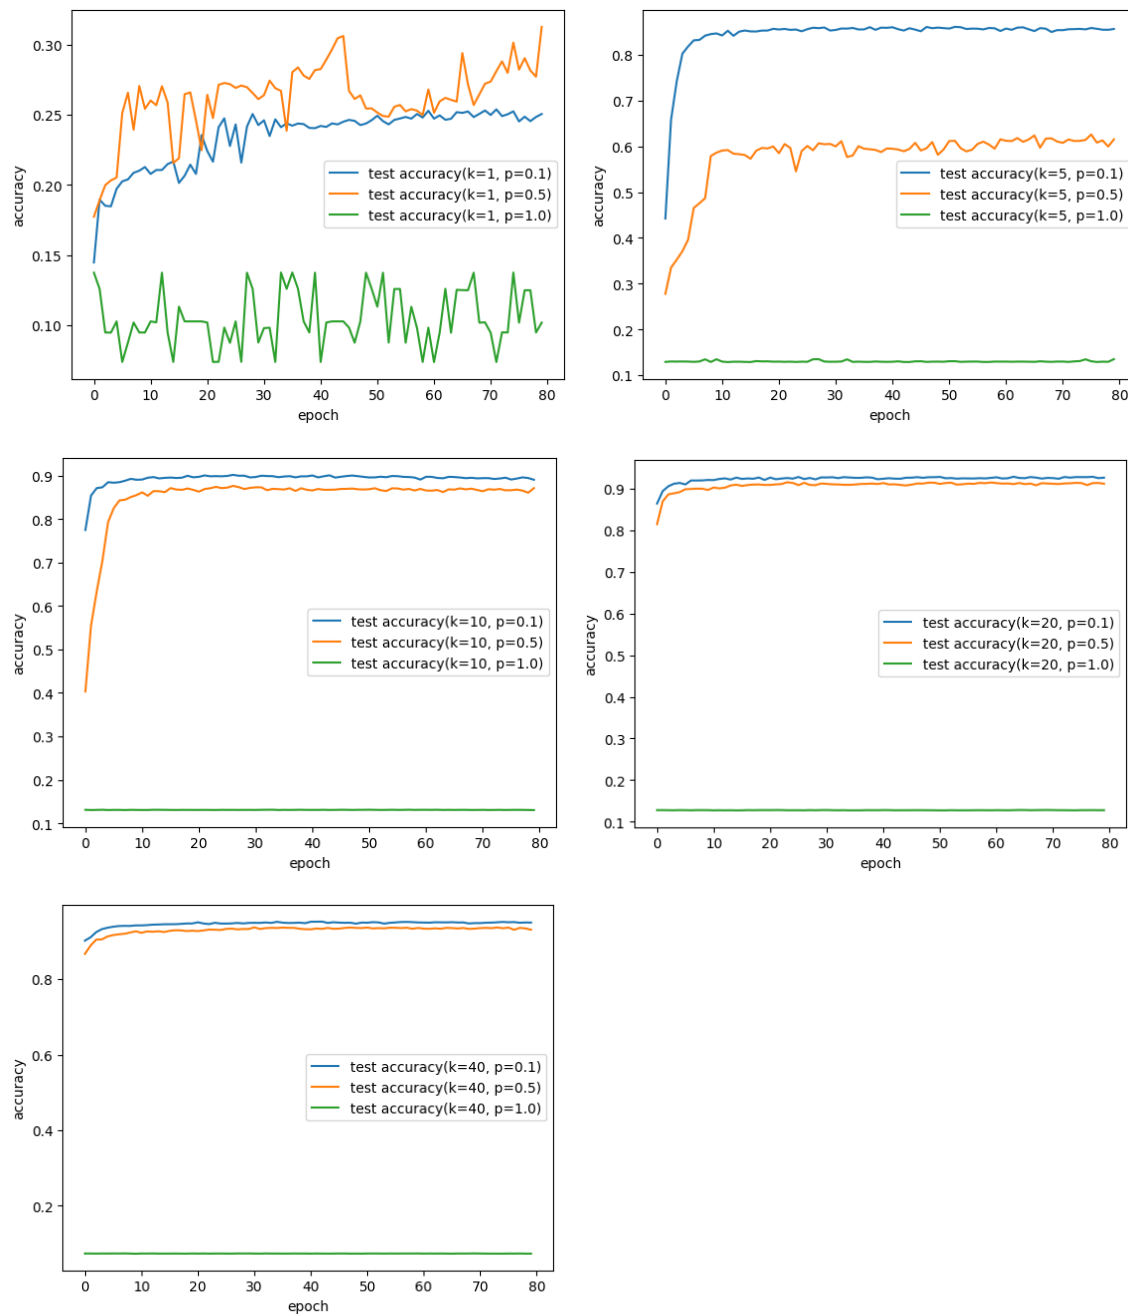 0.30
0.25
0.20
0.15
0.10
accuracy
test accuracy(k=1, p=0.1)
test accuracy(k=1, p=0.5)
test accuracy(k=1, p=1.0)
0 10 20 30 40 50 60 70 80
epoch
0.8
0.7
0.6
0.5
0.4
0.3
0.2
0.1
accuracy
test accuracy(k=5, p=0.1)
test accuracy(k=5, p=0.5)
test accuracy(k=5, p=1.0)
0 10 20 30 40 50 60 70 80
epoch
0.9
0.8
0.7
0.6
0.5
0.4
0.3
0.2
0.1
accuracy
test accuracy(k=10, p=0.1)
test accuracy(k=10, p=0.5)
test accuracy(k=10, p=1.0)
0 10 20 30 40 50 60 70 80
epoch
0.9
0.8
0.7
0.6
0.5
0.4
0.3
0.2
0.1
accuracy
test accuracy(k=20, p=0.1)
test accuracy(k=20, p=0.5)
test accuracy(k=20, p=1.0)
0 10 20 30 40 50 60 70 80
epoch
0.8
0.6
0.4
0.2
accuracy
test accuracy(k=40, p=0.1)
test accuracy(k=40, p=0.5)
test accuracy(k=40, p=1.0)
0 10 20 30 40 50 60 70 80
epoch